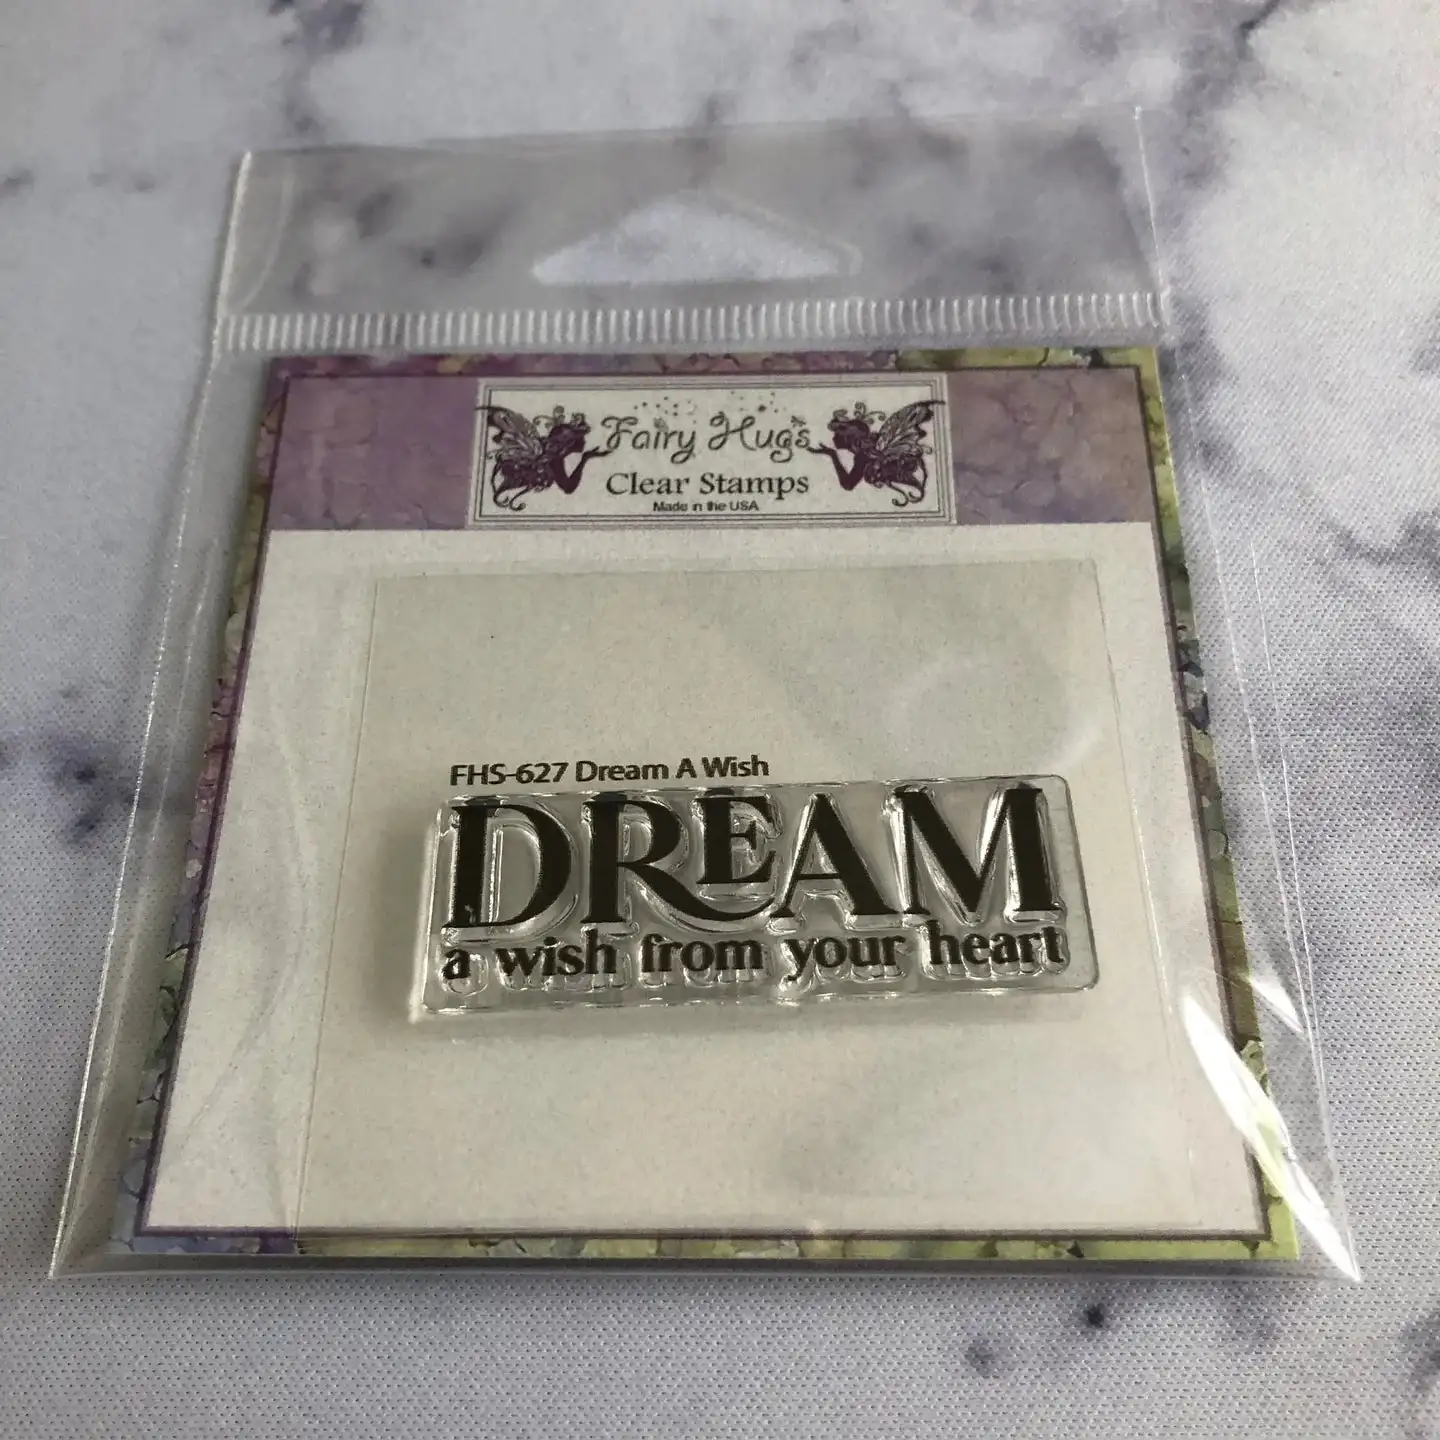 Fairy Hugs
Clear Stamps
Made in the USA
FHS-627 Dream A Wish
DREAM
a wish from your heart